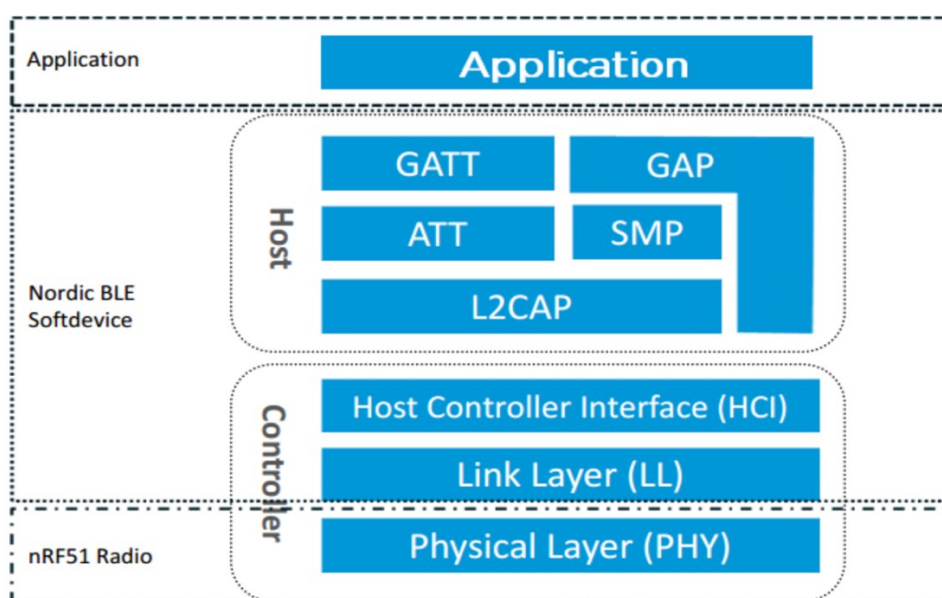 Application
Application
GATT
GAP
Host
ATT
SMP
Nordic BLE
Softdevice
L2CAP
Controller
Host Controller Interface (HCI)
Link Layer (LL)
nRF51 Radio
Physical Layer (PHY)